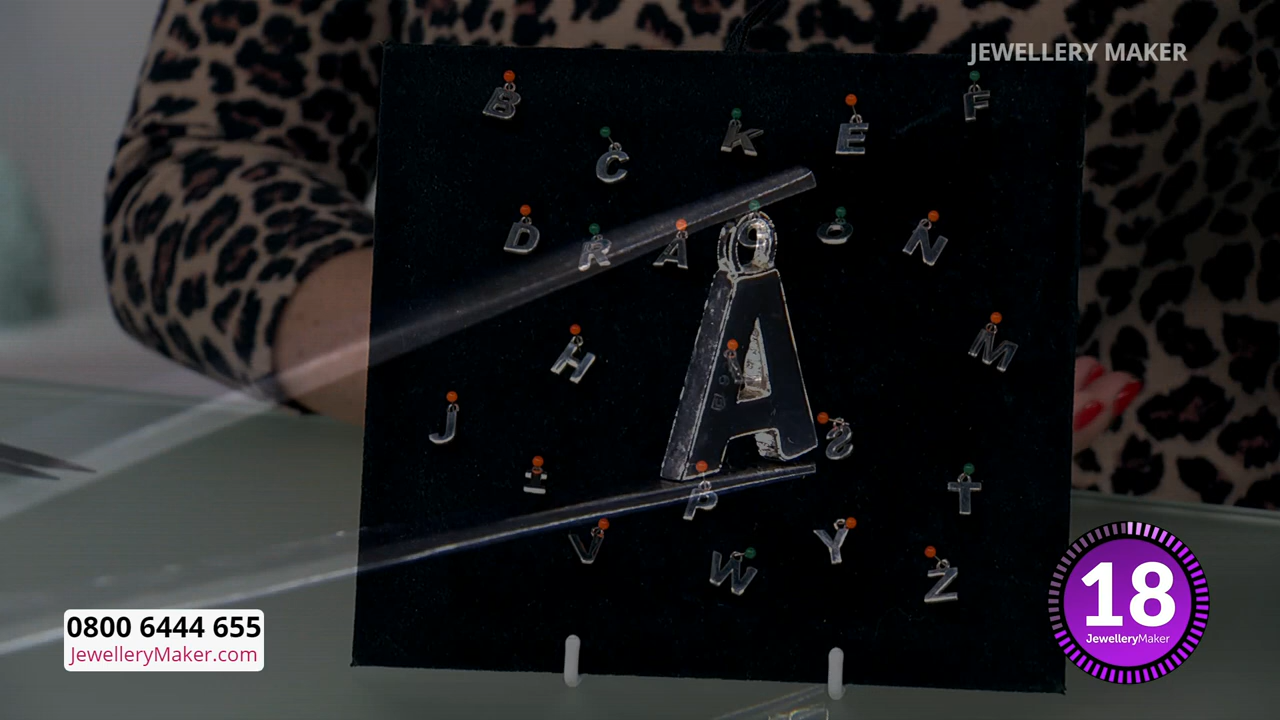 JEWELLERY MAKER
B
F
K
E
C
D
R
A
O
N
H
M
A
J
S
T
P
V
W
Y
Z
18
JewelleryMaker
0800 6444 655
JewelleryMaker.com